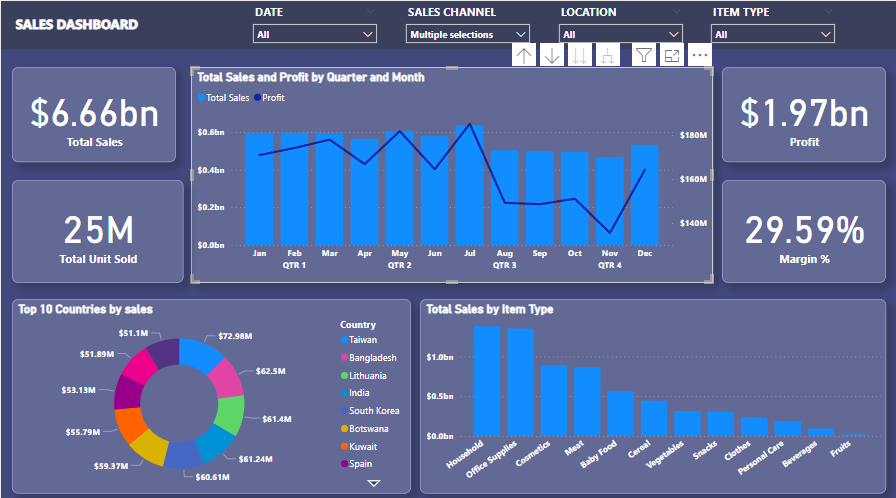 SALES DASHBOARD
DATE
All
SALES CHANNEL
Multiple selections
LOCATION
All
ITEM TYPE
All
$6.66bn
Total Sales
25M
Total Unit Sold
Total Sales and Profit by Quarter and Month
Total Sales Profit
$0.6bn
$0.4bn
$0.2bn
$0.0bn
$180M
$160M
$140M
Jan Feb Mar Apr May Jun Jul Aug Sep Oct Nov Dec
QTR 1 QTR 2 QTR 3 QTR 4
$1.97bn
Profit
29.59%
Margin %
Top 10 Countries by sales
$72.98M
$62.5M
$61.4M
$61.24M
$60.61M
$59.37M
$55.79M
$53.13M
$51.89M
$51.1M
Country
Taiwan
Bangladesh
Lithuania
India
South Korea
Botswana
Kuwait
Spain
Total Sales by Item Type
$1.0bn
$0.5bn
$0.0bn
Household
Office Supplies
Cosmetics
Meat
Baby Food
Cereal
Vegetables
Snacks
Clothes
Personal Care
Beverages
Fruits